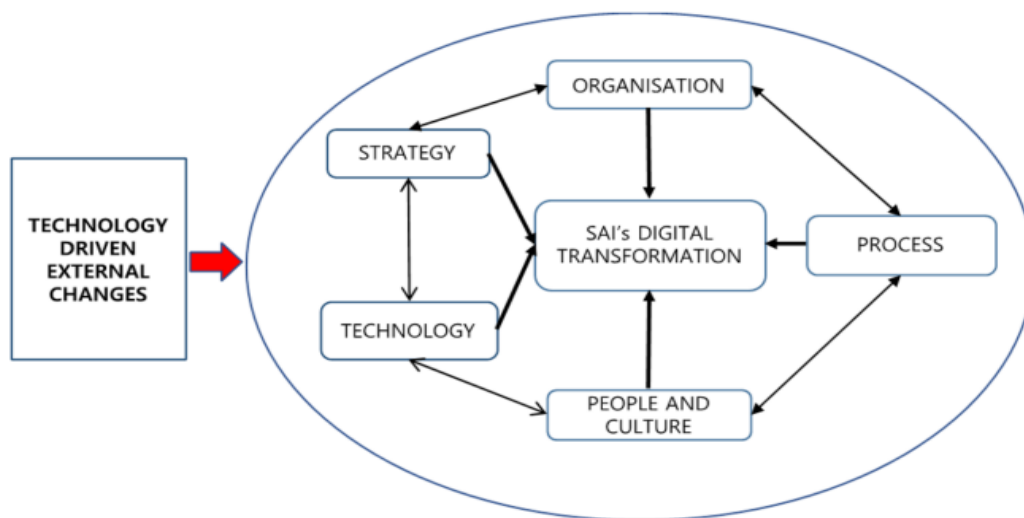 ORGANISATION
STRATEGY
TECHNOLOGY
DRIVEN
EXTERNAL
CHANGES
SAI's DIGITAL
TRANSFORMATION
PROCESS
TECHNOLOGY
PEOPLE AND
CULTURE